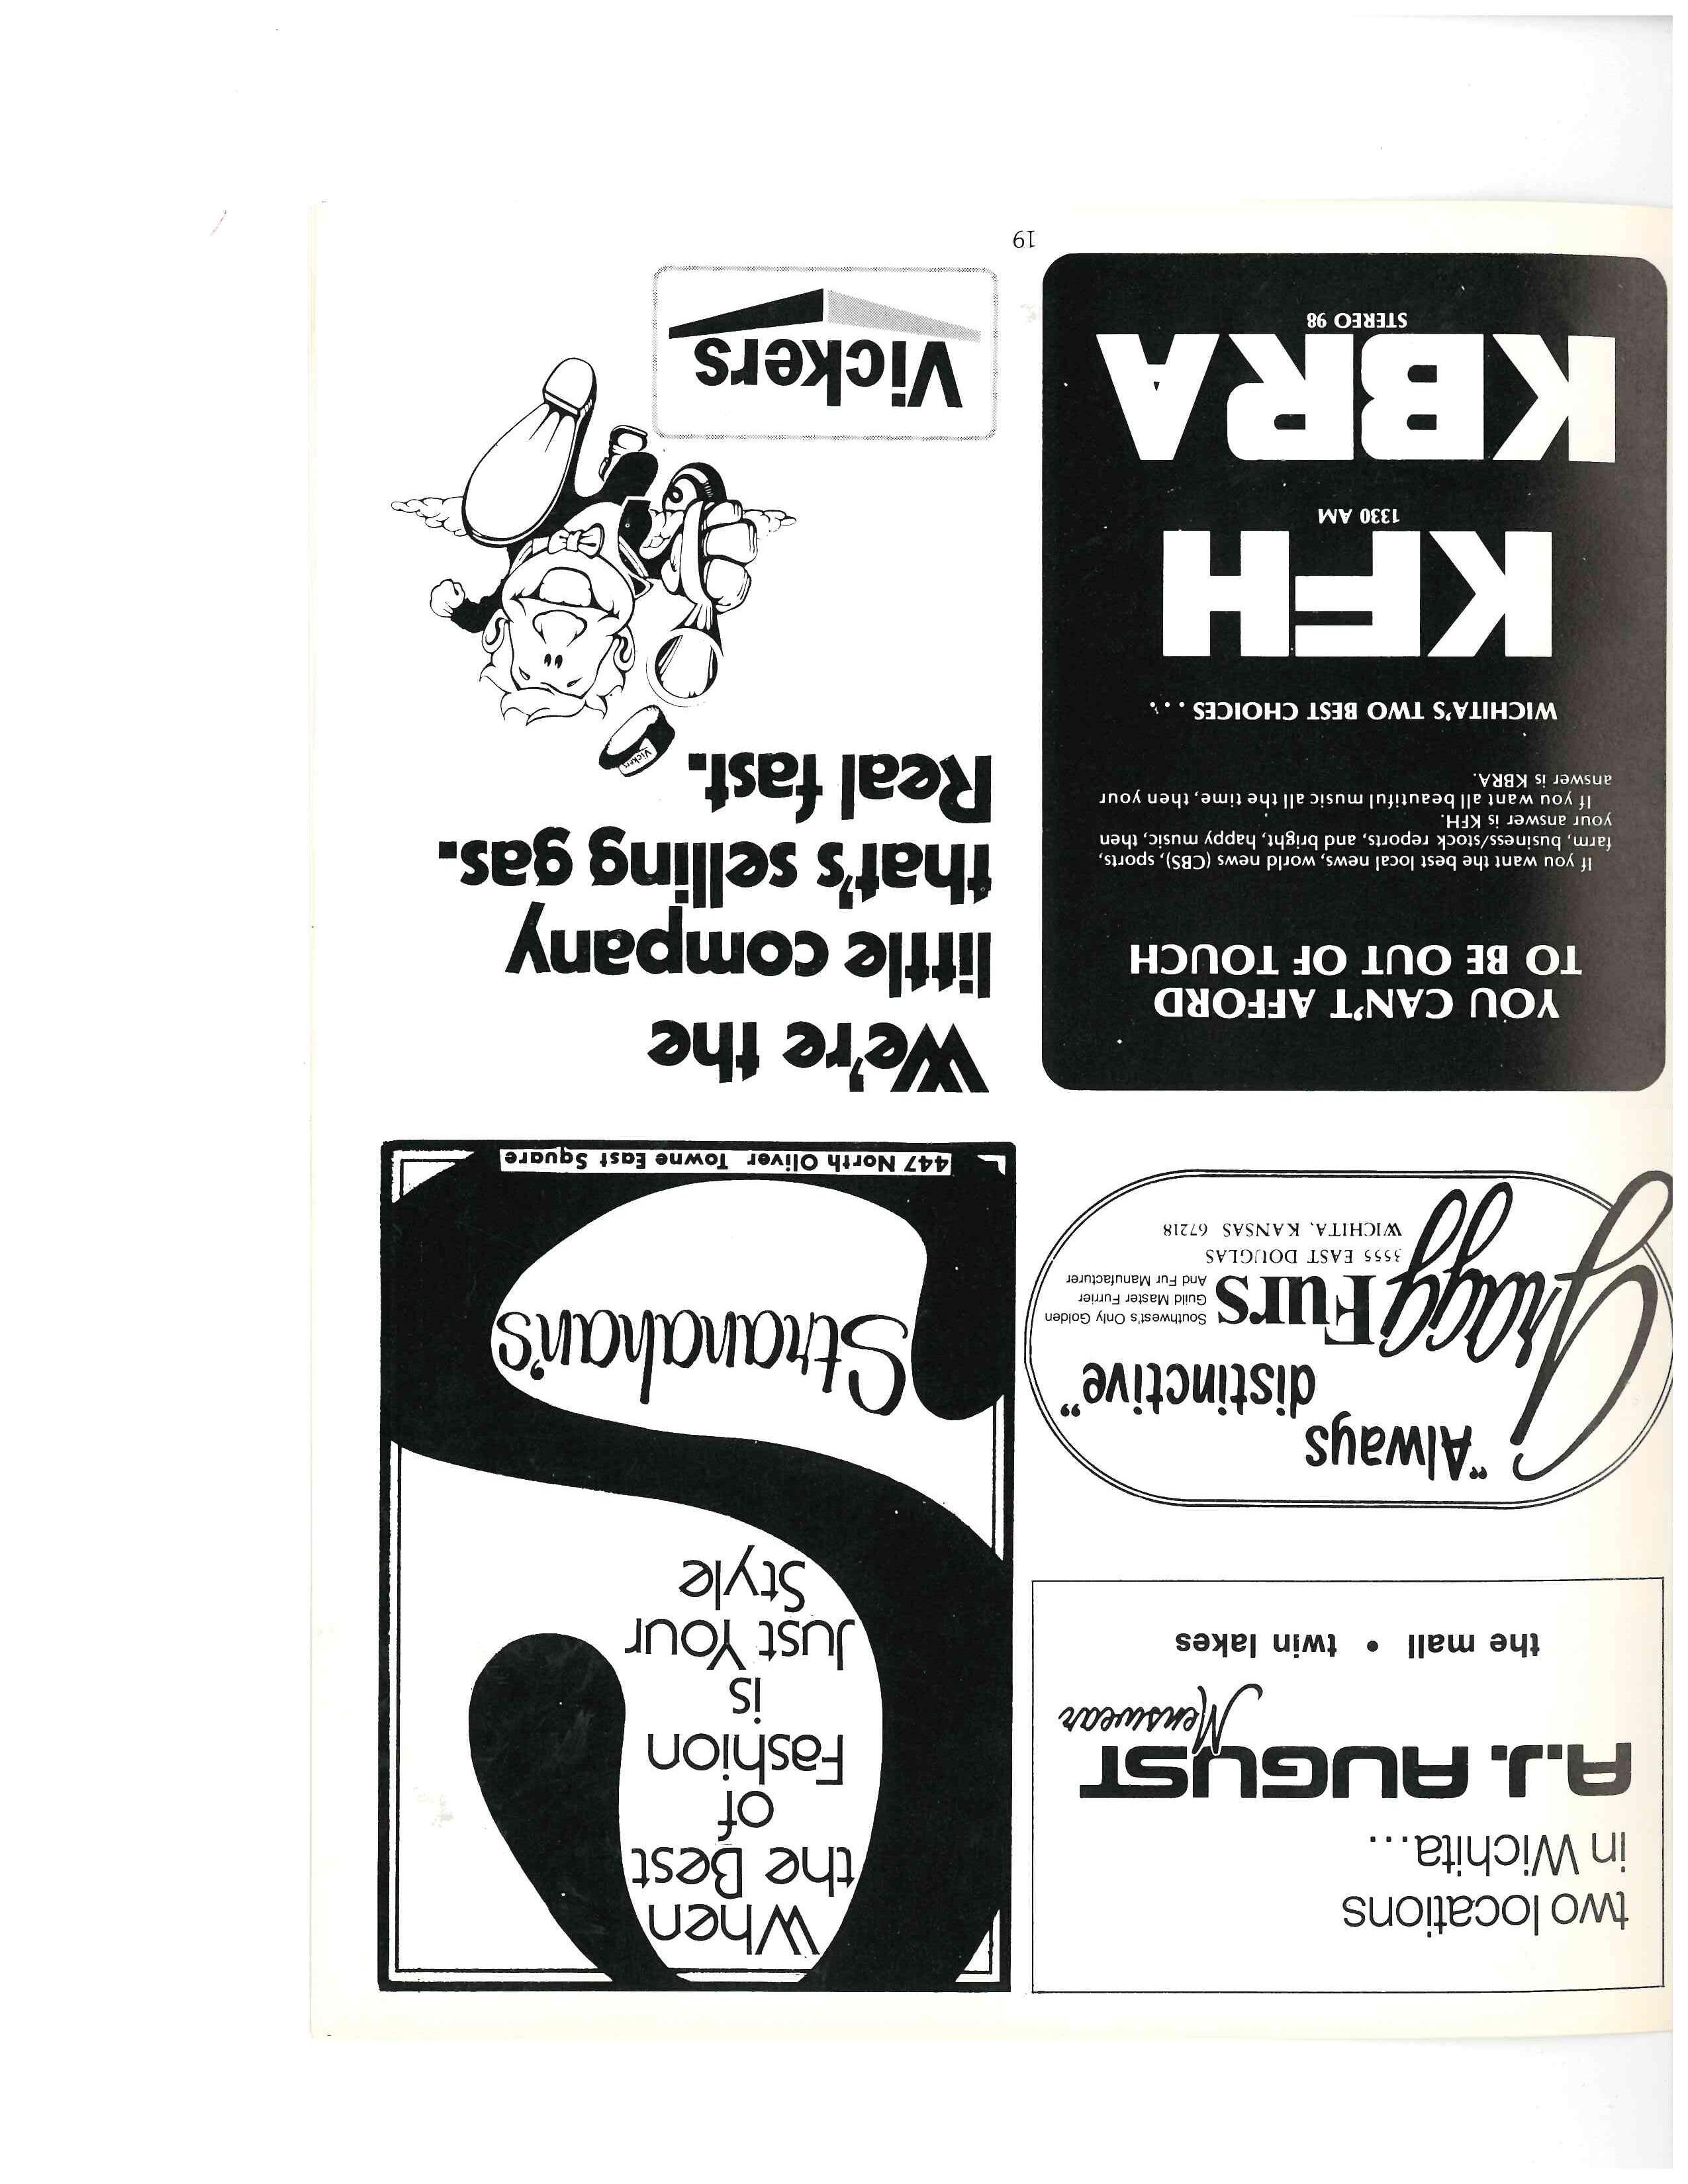 two locations
in Wichita...
A.J. AUGUST
Menswear
the mall • twin lakes
"Always
distinctive"
Gragg Furs
Southwest's Only Golden
Guild Master Furrier
And Fur Manufacturer
3555 EAST DOUGLAS
WICHITA, KANSAS 67218
YOU CAN'T AFFORD
TO BE OUT OF TOUCH
If you want the best local news, world news (CBS), sports,
farm, business/stock reports, and bright, happy music, then
your answer is KFH.
If you want all beautiful music all the time, then your
answer is KBRA.
WICHITA'S TWO BEST CHOICES . . .
KFH
1330 AM
KBRA
STEREO 98
When
the Best
of
Fashion
is
Just Your
Style
Stranahan's
447 North Oliver Towne East Square
We're the
little company
that's selling gas.
Real fast.
Vickers
Vickers
19